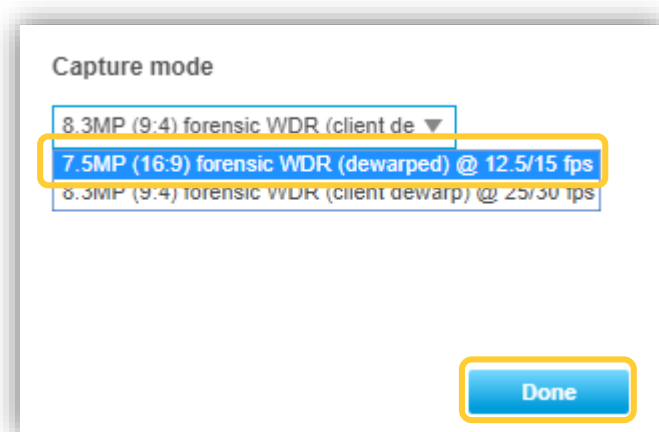 Capture mode
8.3MP (9:4) forensic WDR (client de
7.5MP (16:9) forensic WDR (dewarped) @ 12.5/15 fps
8.3MP (9:4) forensic WDR (client dewarp) @ 25/30 fps
Done